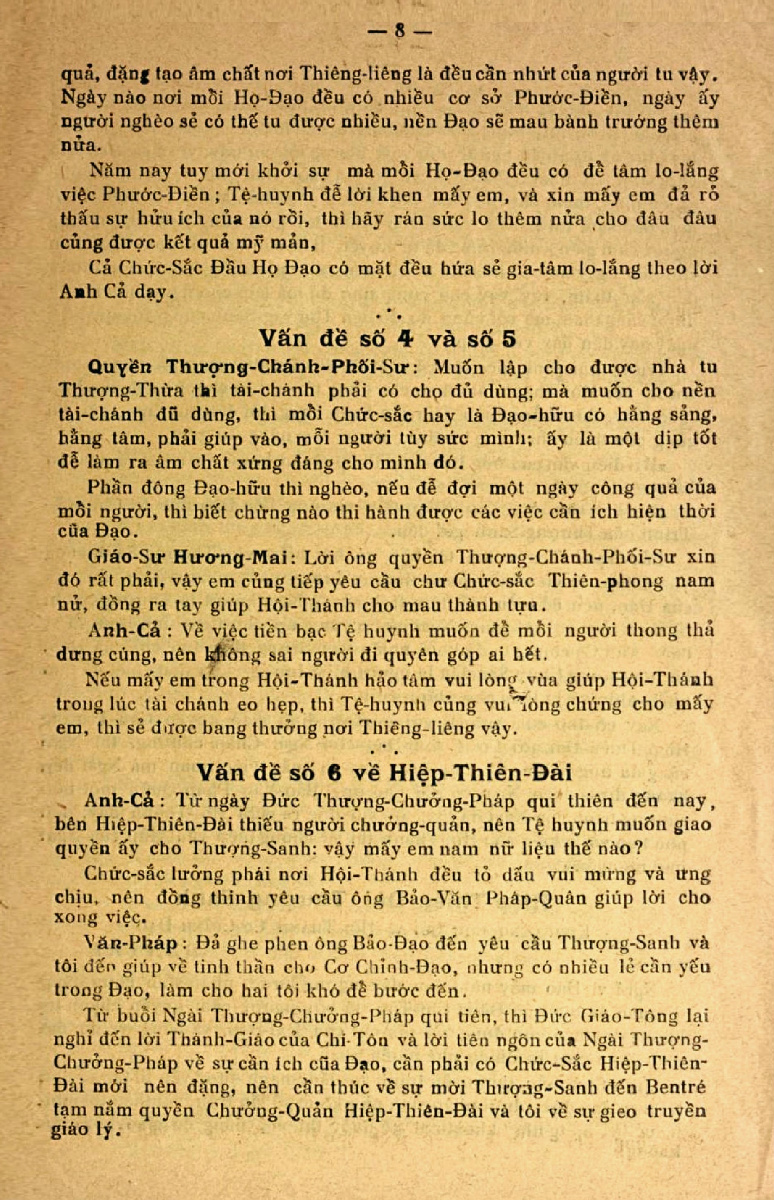 — 8 —
quả, đặng tạo âm chất nơi Thiêng-liêng là đều cần nhứt của người tu vậy.
Ngày nào nơi mỗi Họ-Đạo đều có nhiều cơ sở Phước-Điền, ngày ấy
người nghèo sẻ có thể tu được nhiều, nền Đạo sẽ mau bành trướng thêm
nửa.
Năm nay tuy mới khởi sự mà mỗi Họ-Đạo đều có để tâm lo-lắng
việc Phước-Điền ; Tệ-huynh để lời khen mấy em, và xin mấy em đả rỏ
thấu sự hửu ích của nó rồi, thì hãy rán sức lo thêm nửa cho đâu đâu
củng được kết quả mỹ mản,
Cả Chức-Sắc Đầu Họ Đạo có mặt đều hứa sẻ gia-tâm lo-lắng theo lời
Anh Cả dạy.
Vấn đề số 4 và số 5
Quyền Thượng-Chánh-Phối-Sư : Muốn lập cho được nhà tu
Thượng-Thừa thì tài-chánh phải có cho đủ dùng; mà muốn cho nền
tài-chánh đũ dùng, thì mỗi Chức-sắc hay là Đạo-hữu có hằng sảng,
hằng tâm, phải giúp vào, mỗi người tùy sức mình; ấy là một dịp tốt
để làm ra âm chất xứng đáng cho mình đó.
Phần đông Đạo-hữu thì nghèo, nếu để đợi một ngày công quả của
mỗi người, thì biết chừng nào thi hành được các việc cần ích hiện thời
của Đạo.
Giáo-Sư Hương-Mai : Lời ông quyền Thượng-Chánh-Phối-Sư xin
đó rất phải, vậy em củng tiếp yêu cầu chư Chức-sắc Thiên-phong nam
nử, đồng ra tay giúp Hội-Thánh cho mau thành tựu.
Anh-Cả : Về việc tiền bạc Tệ huynh muốn để mỗi người thong thả
dưng cúng, nên không sai người đi quyên góp ai hết.
Nếu mấy em trong Hội-Thánh hảo tâm vui lòng vùa giúp Hội-Thánh
trong lúc tài chánh eo hẹp, thì Tệ-huynh củng vui lòng chứng cho mấy
em, thì sẻ được bang thưởng nơi Thiêng-liêng vậy.
Vấn đề số 6 về Hiệp-Thiên-Đài
Anh-Cả : Từ ngày Đức Thượng-Chưởng-Pháp qui thiên đến nay,
bên Hiệp-Thiên-Đài thiếu người chưởng-quản, nên Tệ huynh muốn giao
quyền ấy cho Thượng-Sanh: vậy mấy em nam nữ liệu thế nào ?
Chức-sắc lưởng phái nơi Hội-Thánh đều tỏ dấu vui mừng và ưng
chịu, nên đồng thinh yêu cầu ông Bảo-Văn Pháp-Quân giúp lời cho
xong việc.
Văn-Pháp : Đả ghe phen ông Bảo-Đạo đến yêu cầu Thượng-Sanh và
tôi đến giúp về tinh thần cho Cơ Chỉnh-Đạo, nhưng có nhiều lẻ cần yếu
trong Đạo, làm cho hai tôi khó để bước đến.
Từ buổi Ngài Thượng-Chưởng-Pháp qui tiên, thì Đức Giáo-Tông lại
nghỉ đến lời Thánh-Giáo của Chí-Tôn và lời tiên ngôn của Ngài Thượng-
Chưởng-Pháp về sự cần ích cũa Đạo, cần phải có Chức-Sắc Hiệp-Thiên-
Đài mới nên đặng, nên cần thúc về sự mời Thượng-Sanh đến Bentré
tạm nắm quyền Chưởng-Quản Hiệp-Thiên-Đài và tôi về sự gieo truyền
giáo lý.